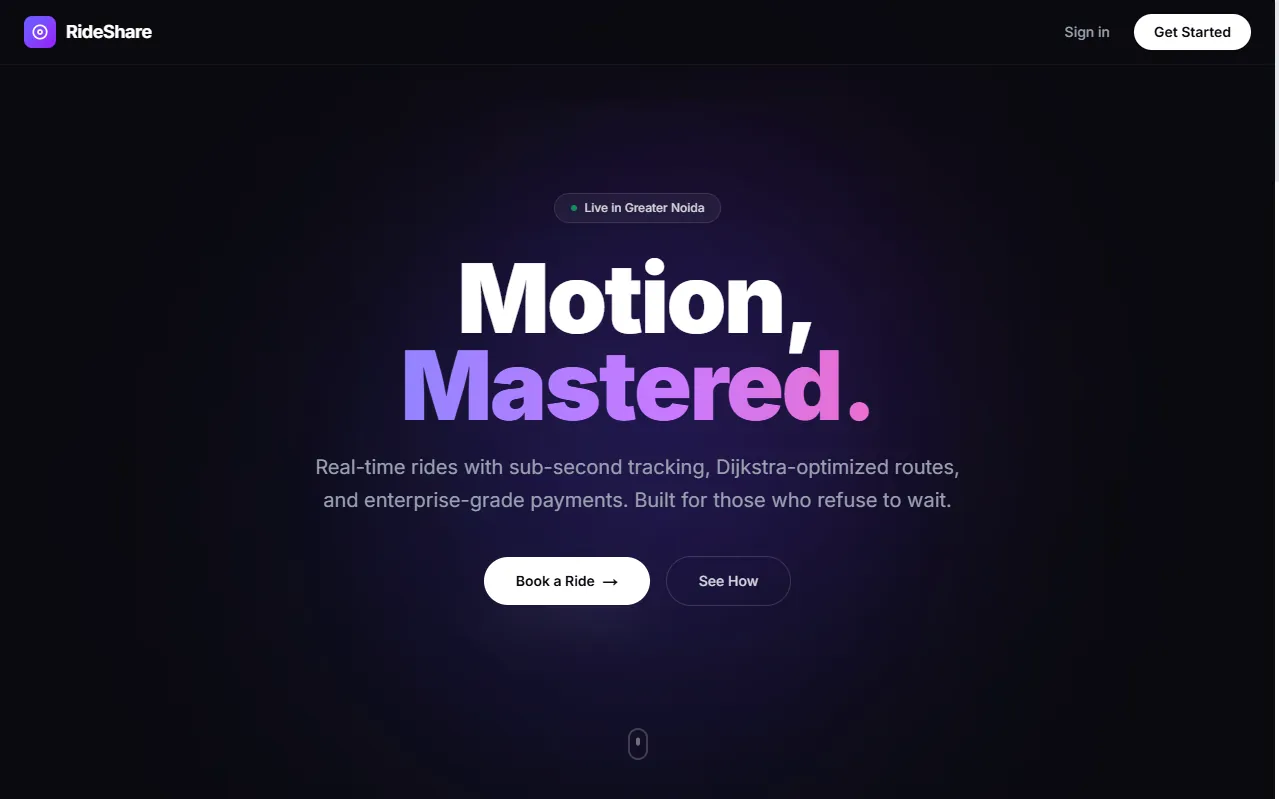 RideShare
Sign in
Get Started
Live in Greater Noida
Motion,
Mastered.
Real-time rides with sub-second tracking, Dijkstra-optimized routes,
and enterprise-grade payments. Built for those who refuse to wait.
Book a Ride →
See How